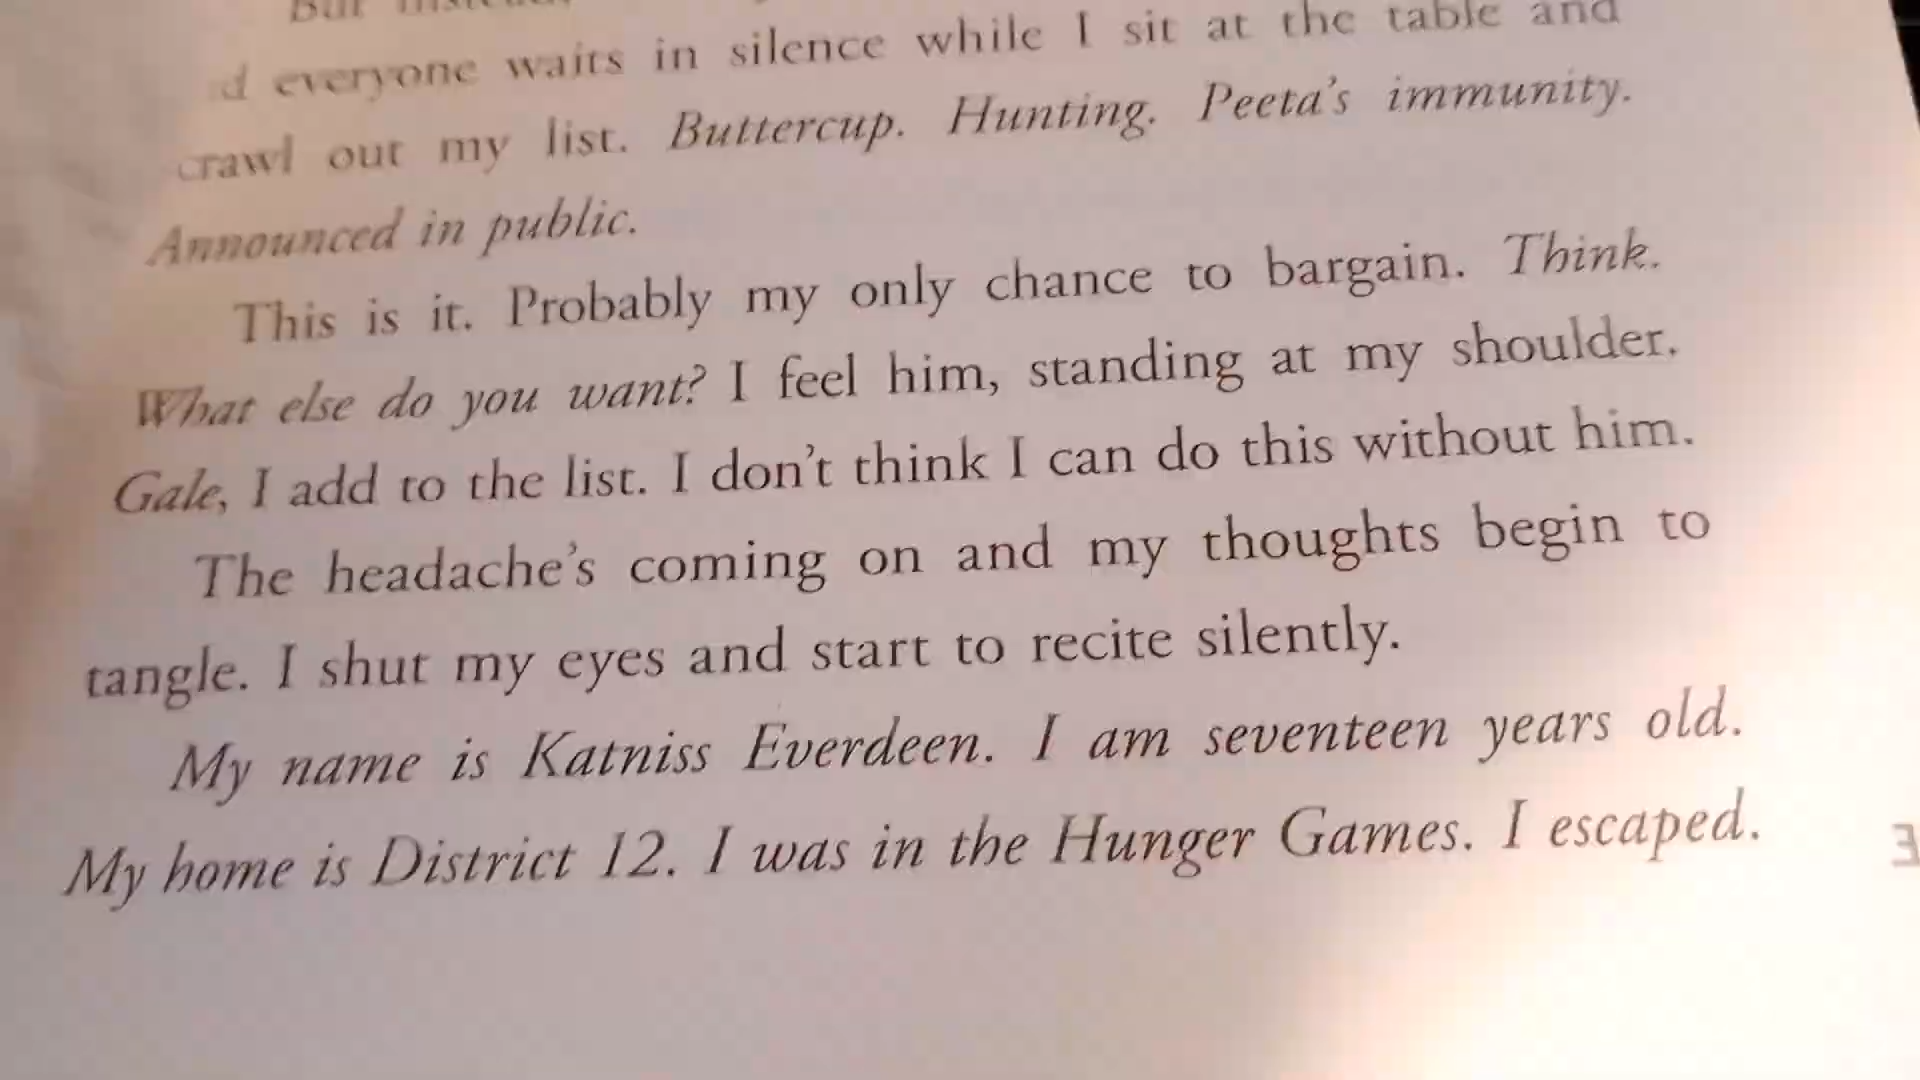 everyone waits in silence while I sit at the table and
crawl out my list. Buttercup. Hunting. Peeta's immunity.
Announced in public.
This is it. Probably my only chance to bargain. Think.
What else do you want? I feel him, standing at my shoulder.
Gale, I add to the list. I don't think I can do this without him.
The headache's coming on and my thoughts begin to
tangle. I shut my eyes and start to recite silently.
My name is Katniss Everdeen. I am seventeen years old.
My home is District 12. I was in the Hunger Games. I escaped.